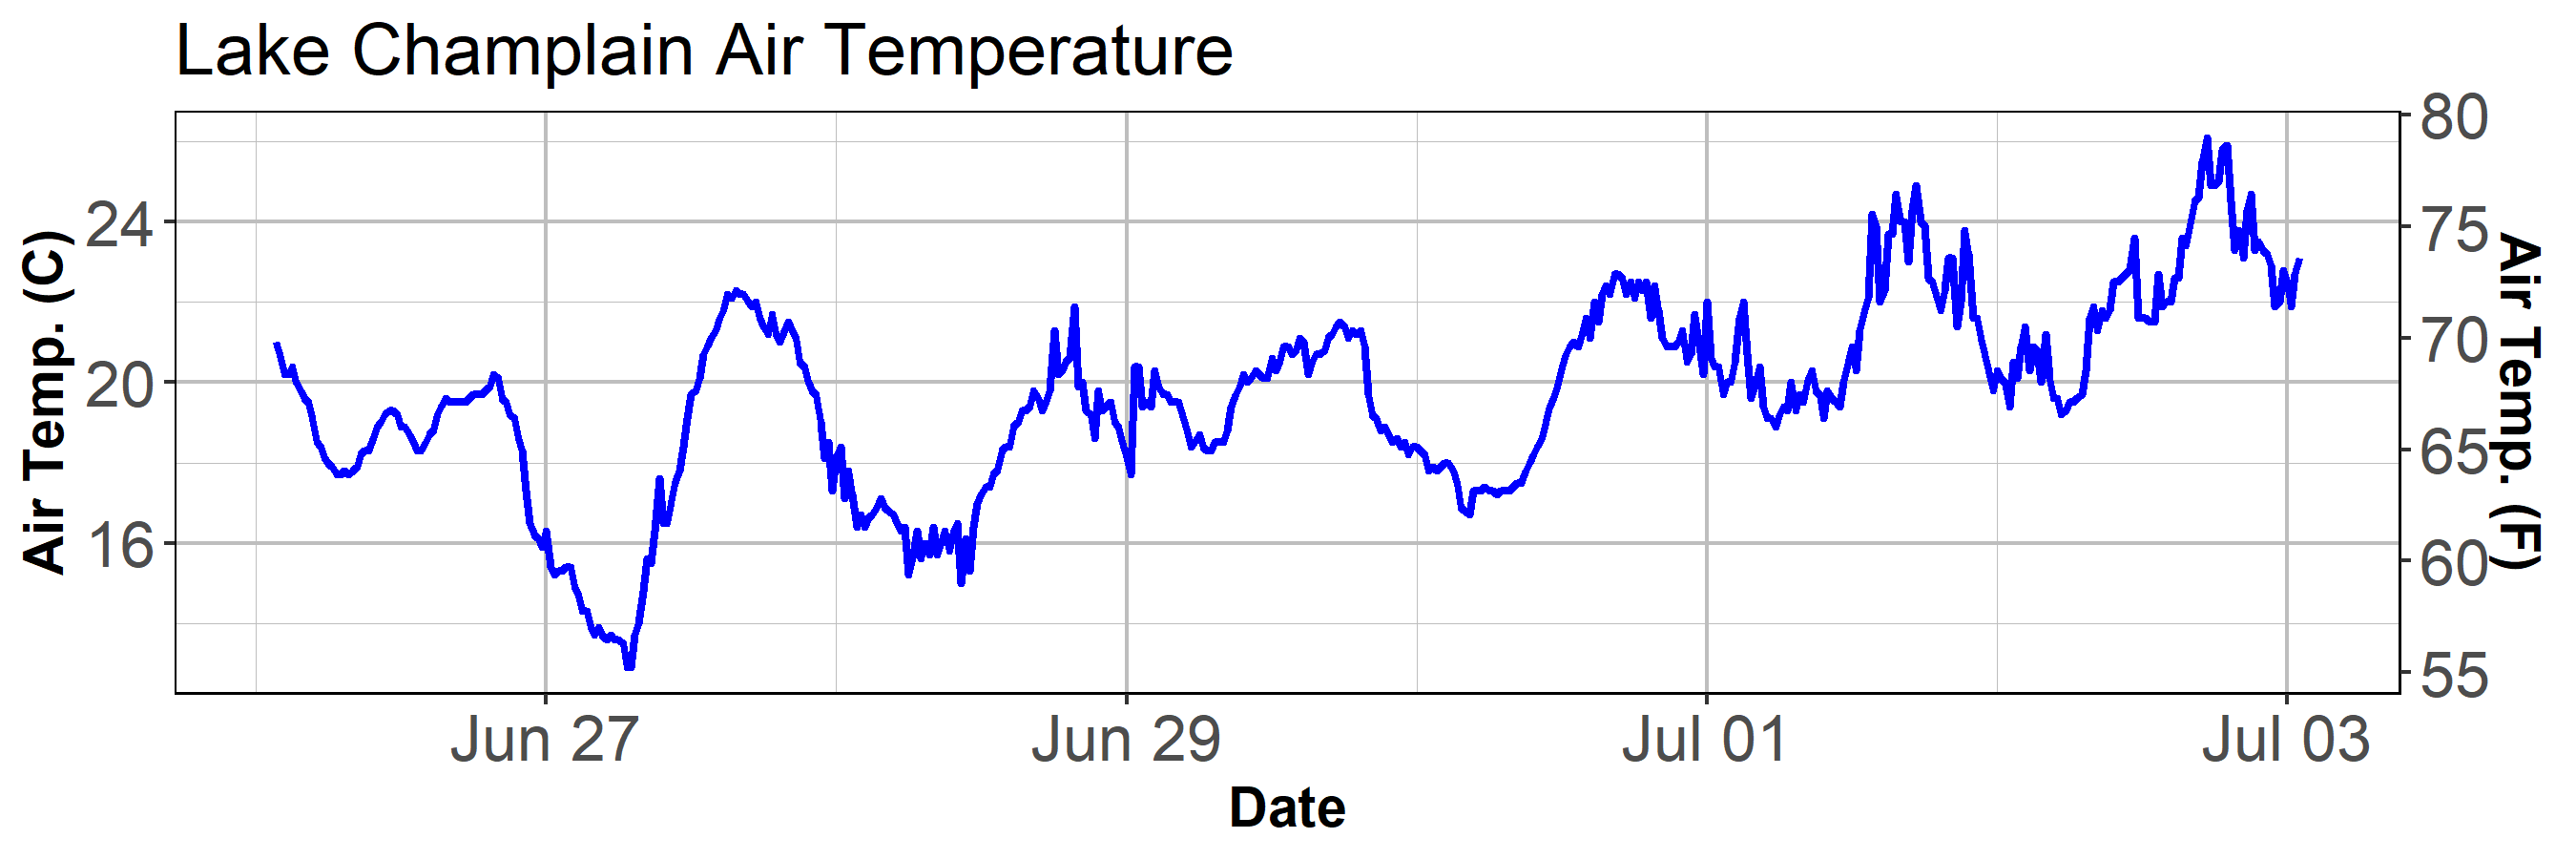 Lake Champlain Air Temperature
Air Temp. (C)
24
20
16
80
75
70
65
60
55
Air Temp. (F)
Jun 27
Jun 29
Jul 01
Jul 03
Date